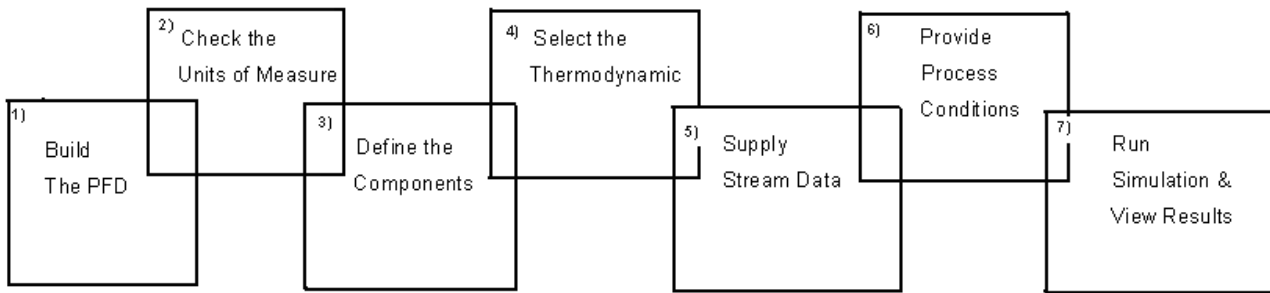 1)
Build
The PFD
2)
Check the
Units of Measure
3)
Define the
Components
4)
Select the
Thermodynamic
5)
Supply
Stream Data
6)
Provide
Process
Conditions
7)
Run
Simulation &
View Results